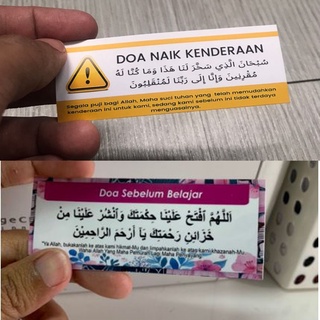 DOA NAIK KENDERAAN
سُبْحَانَ الَّذِي سَخَّرَ لَنَا هَذَا وَمَا كُنَّا لَهُ
مُقْرِنِينَ وَإِنَّا إِلَى رَبِّنَا لَمُنْقَلِبُونَ
Segala puji bagi Allah, Maha suci tuhan yang telah memudahkan
kenderaan ini untuk kami, sedang kami sebelum ini tidak terdaya
menguasainya.
Doa Sebelum Belajar
اَللَّهُمَّ افْتَحْ عَلَيْنَا حِكْمَتَكَ وَانْشُرْ عَلَيْنَا مِنْ
خَزَائِنِ رَحْمَتِكَ يَا أَرْحَمَ الرَّاحِمِيْنَ
"Ya Allah, bukakanlah ke atas kami hikmat-Mu dan limpahkanlah ke atas kami khazanah-Mu